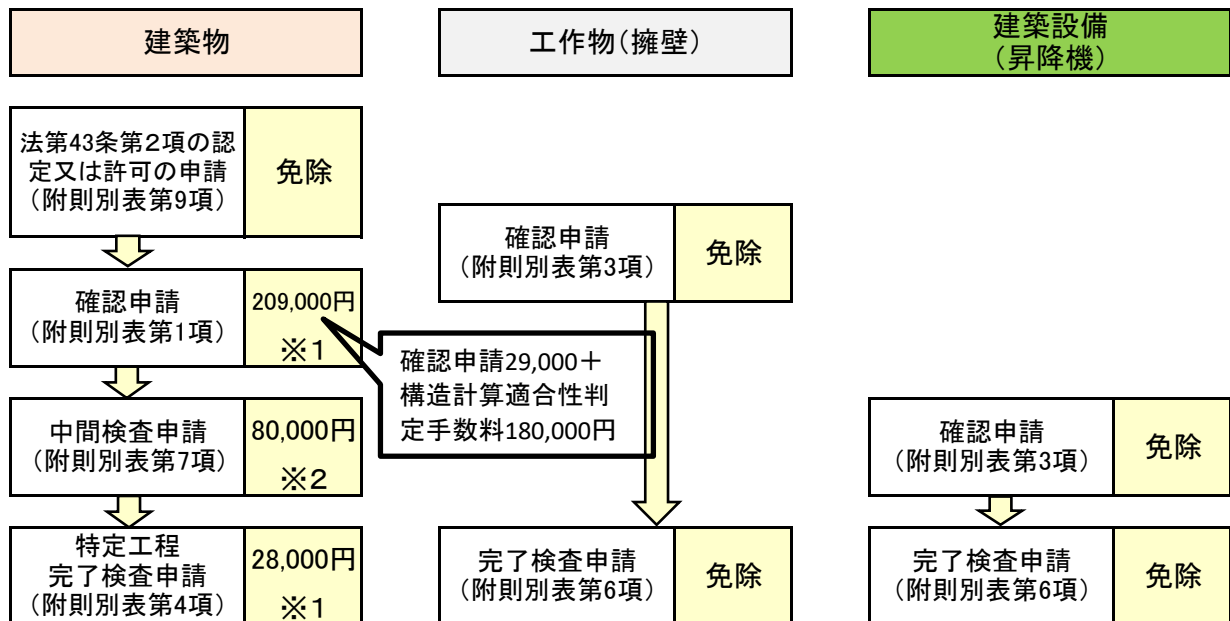 建築物
工作物（擁壁）
建築設備
（昇降機）
法第43条第２項の認
定又は許可の申請
（附則別表第9項）
免除
確認申請
（附則別表第1項）
209,000円
※１
確認申請29,000＋
構造計算適合性判
定手数料180,000円
中間検査申請
（附則別表第7項）
80,000円
※２
特定工程
完了検査申請
（附則別表第4項）
28,000円
※１
確認申請
（附則別表第3項）
免除
完了検査申請
（附則別表第6項）
免除
確認申請
（附則別表第3項）
免除
完了検査申請
（附則別表第6項）
免除